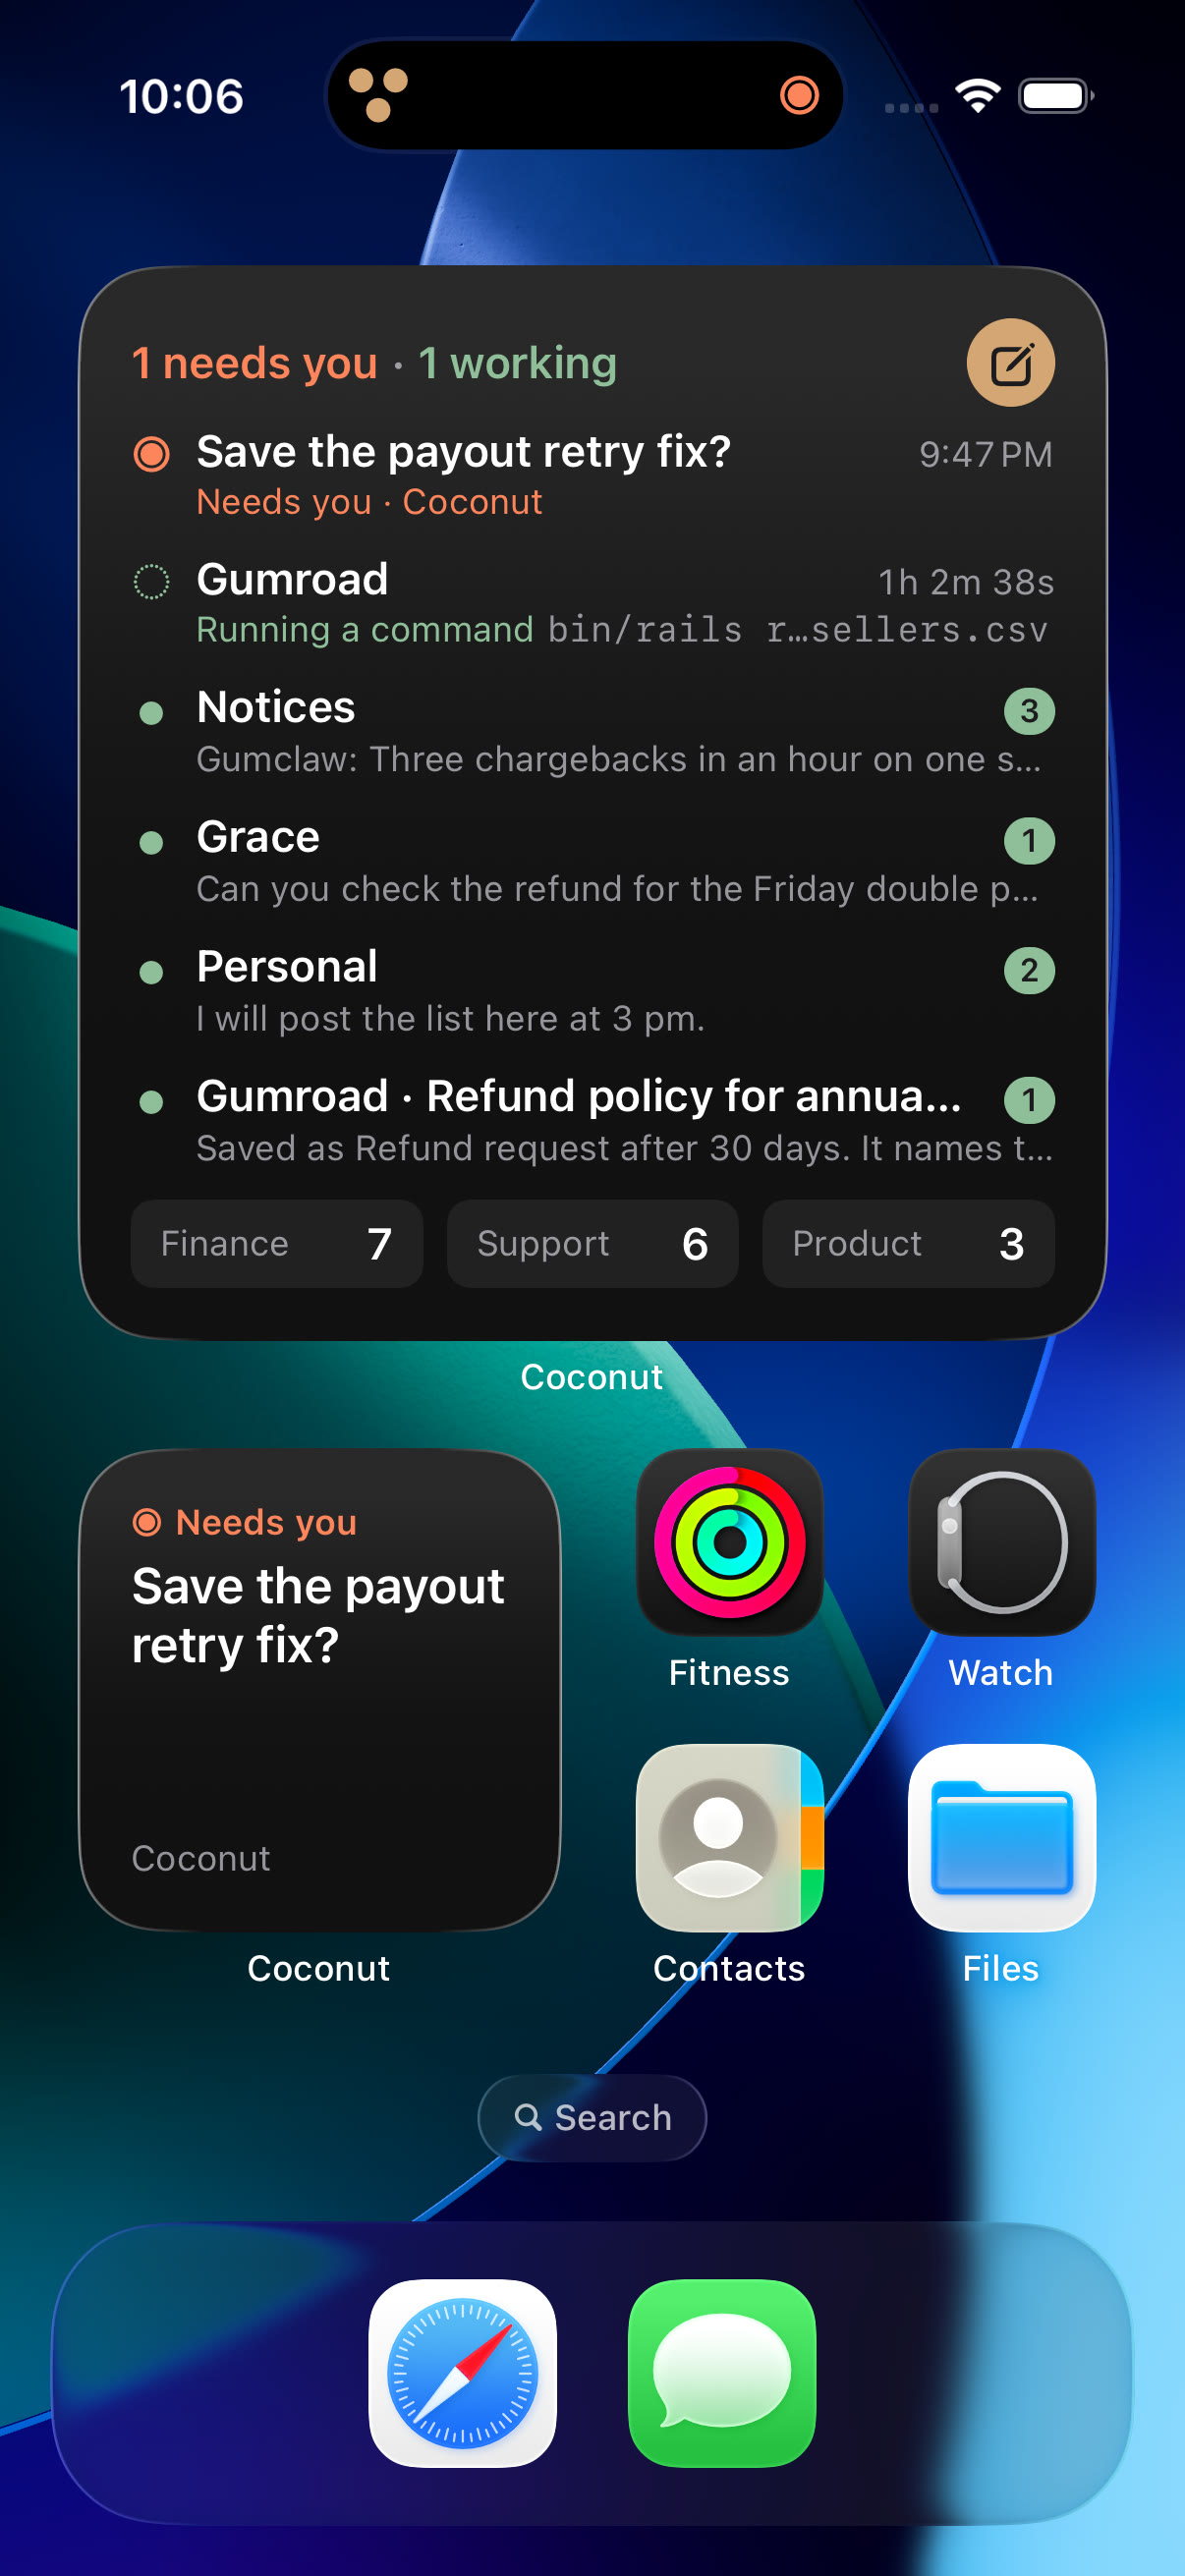 10:06
1 needs you · 1 working
Save the payout retry fix? 9:47 PM
Needs you · Coconut
Gumroad 1h 2m 38s
Running a command bin/rails r…sellers.csv
Notices 3
Gumclaw: Three chargebacks in an hour on one s...
Grace 1
Can you check the refund for the Friday double p...
Personal 2
I will post the list here at 3 pm.
Gumroad · Refund policy for annua... 1
Saved as Refund request after 30 days. It names t...
Finance 7 Support 6 Product 3
Coconut
Needs you
Save the payout
retry fix?
Coconut
Coconut
Fitness Watch
Contacts Files
Search